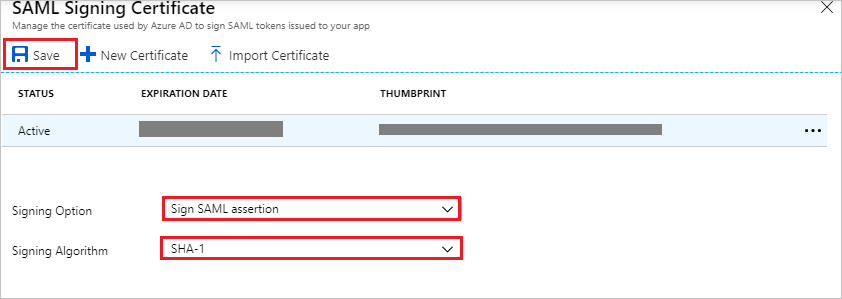 SAML Signing Certificate
Manage the certificate used by Azure AD to sign SAML tokens issued to your app
Save New Certificate Import Certificate
STATUS EXPIRATION DATE THUMBPRINT
Active
Signing Option Sign SAML assertion
Signing Algorithm SHA-1